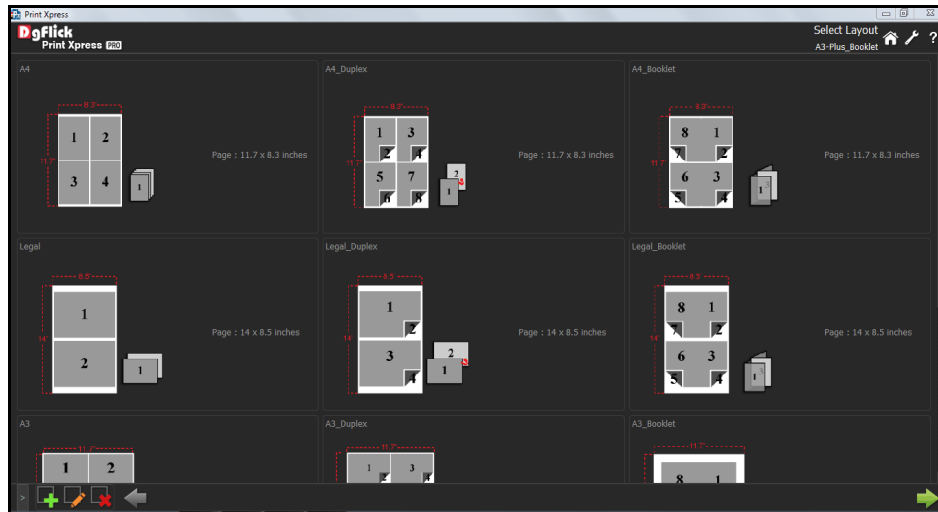 Print Xpress
DgFlick
Print Xpress PRO
Select Layout
A3-Plus_Booklet
?
A4
8.3"
11.7"
1 2
3 4
1
Page : 11.7 x 8.3 inches
A4_Duplex
8.3"
11.7"
1 3
2 4
5 7
6 8
2
1
Page : 11.7 x 8.3 inches
A4_Booklet
8.3"
11.7"
8 1
7 2
6 3
5 4
1 3
Page : 11.7 x 8.3 inches
Legal
8.5"
14"
1
2
1
Page : 14 x 8.5 inches
Legal_Duplex
8.5"
14"
1
2
3
4
2
1
Page : 14 x 8.5 inches
Legal_Booklet
8.5"
14"
8 1
7 2
6 3
5 4
1 3
Page : 14 x 8.5 inches
A3
11.7"
1 2
A3_Duplex
11.7"
1 3
2 4
A3_Booklet
11.7"
8 1
>